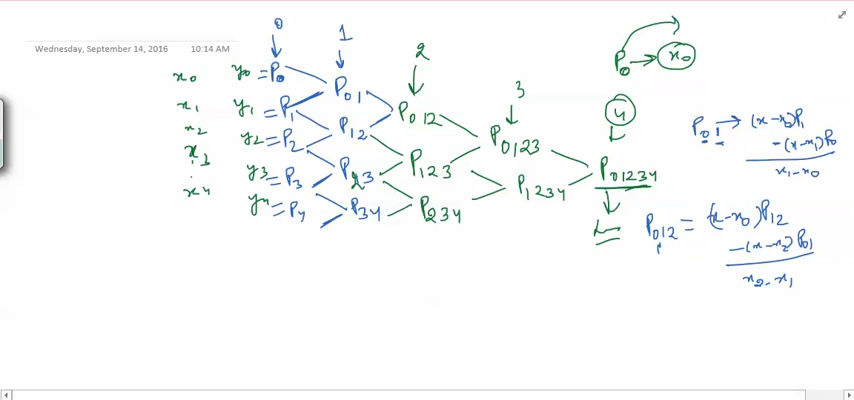 Wednesday, September 14, 2016 10:14 AM
0 1 2 3 4
x₀ y₀ = P₀
x₁ y₁ = P₁
x₂ y₂ = P₂
x₃ y₃ = P₃
x₄ y₄ = P₄
P₀₁
P₁₂
P₂₃
P₃₄
P₀₁₂
P₁₂₃
P₂₃₄
P₀₁₂₃
P₁₂₃₄
P₀₁₂₃₄
P₀ → x₀
P₀₁ → (x-x₀)P₁
-(x-x₁)P₀
x₁-x₀
P₀₁₂ = (x-x₀)P₁₂
-(x-x₂)P₀₁
x₂-x₁